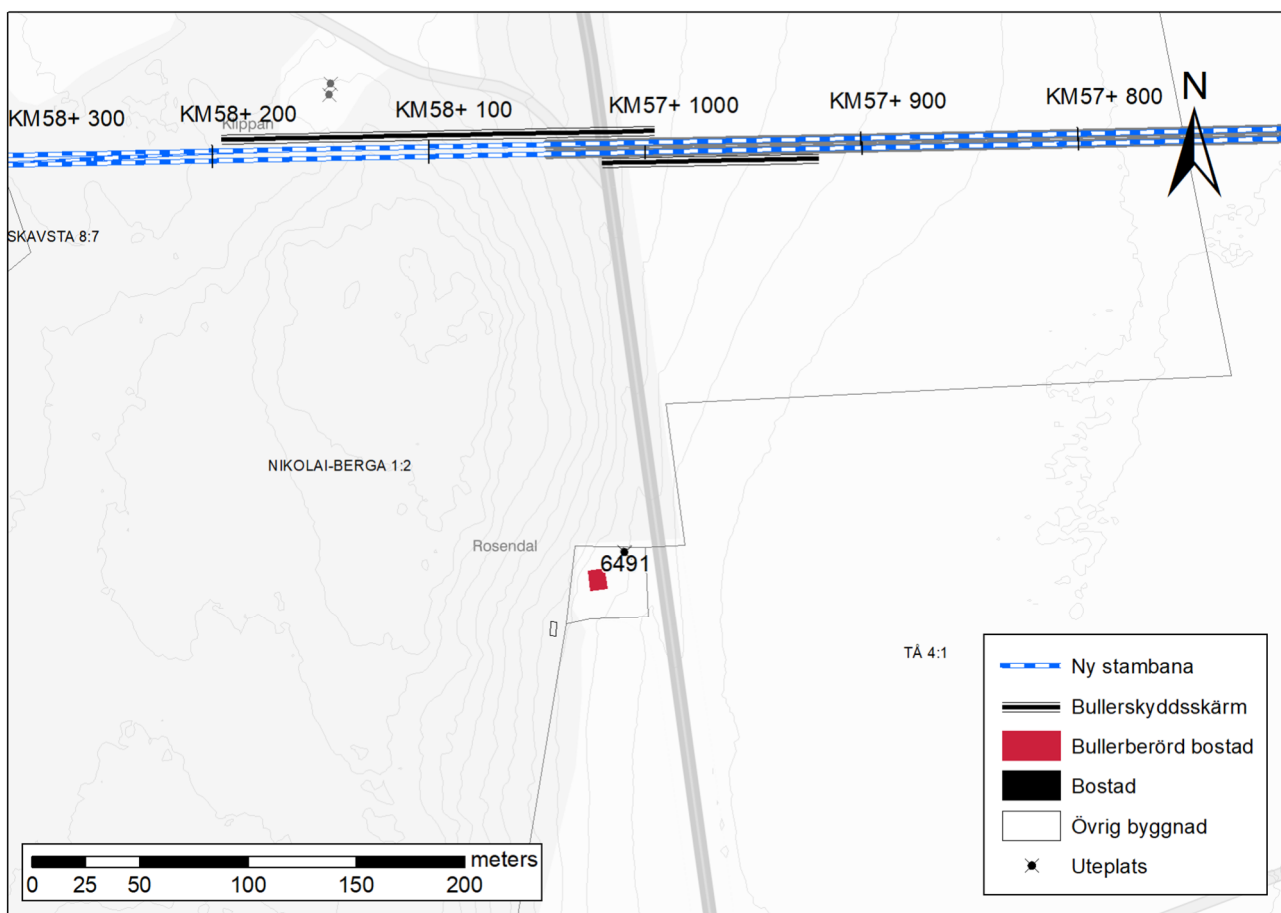 KM58+ 300
KM58+ 200
KM58+ 100
KM57+ 1000
KM57+ 900
KM57+ 800
N
Klippan
SKAVSTA 8:7
NIKOLAI-BERGA 1:2
Rosendal
6491
TÅ 4:1
Ny stambana
Bullerskyddsskärm
Bullerberörd bostad
Bostad
Övrig byggnad
Uteplats
meters
0 25 50 100 150 200